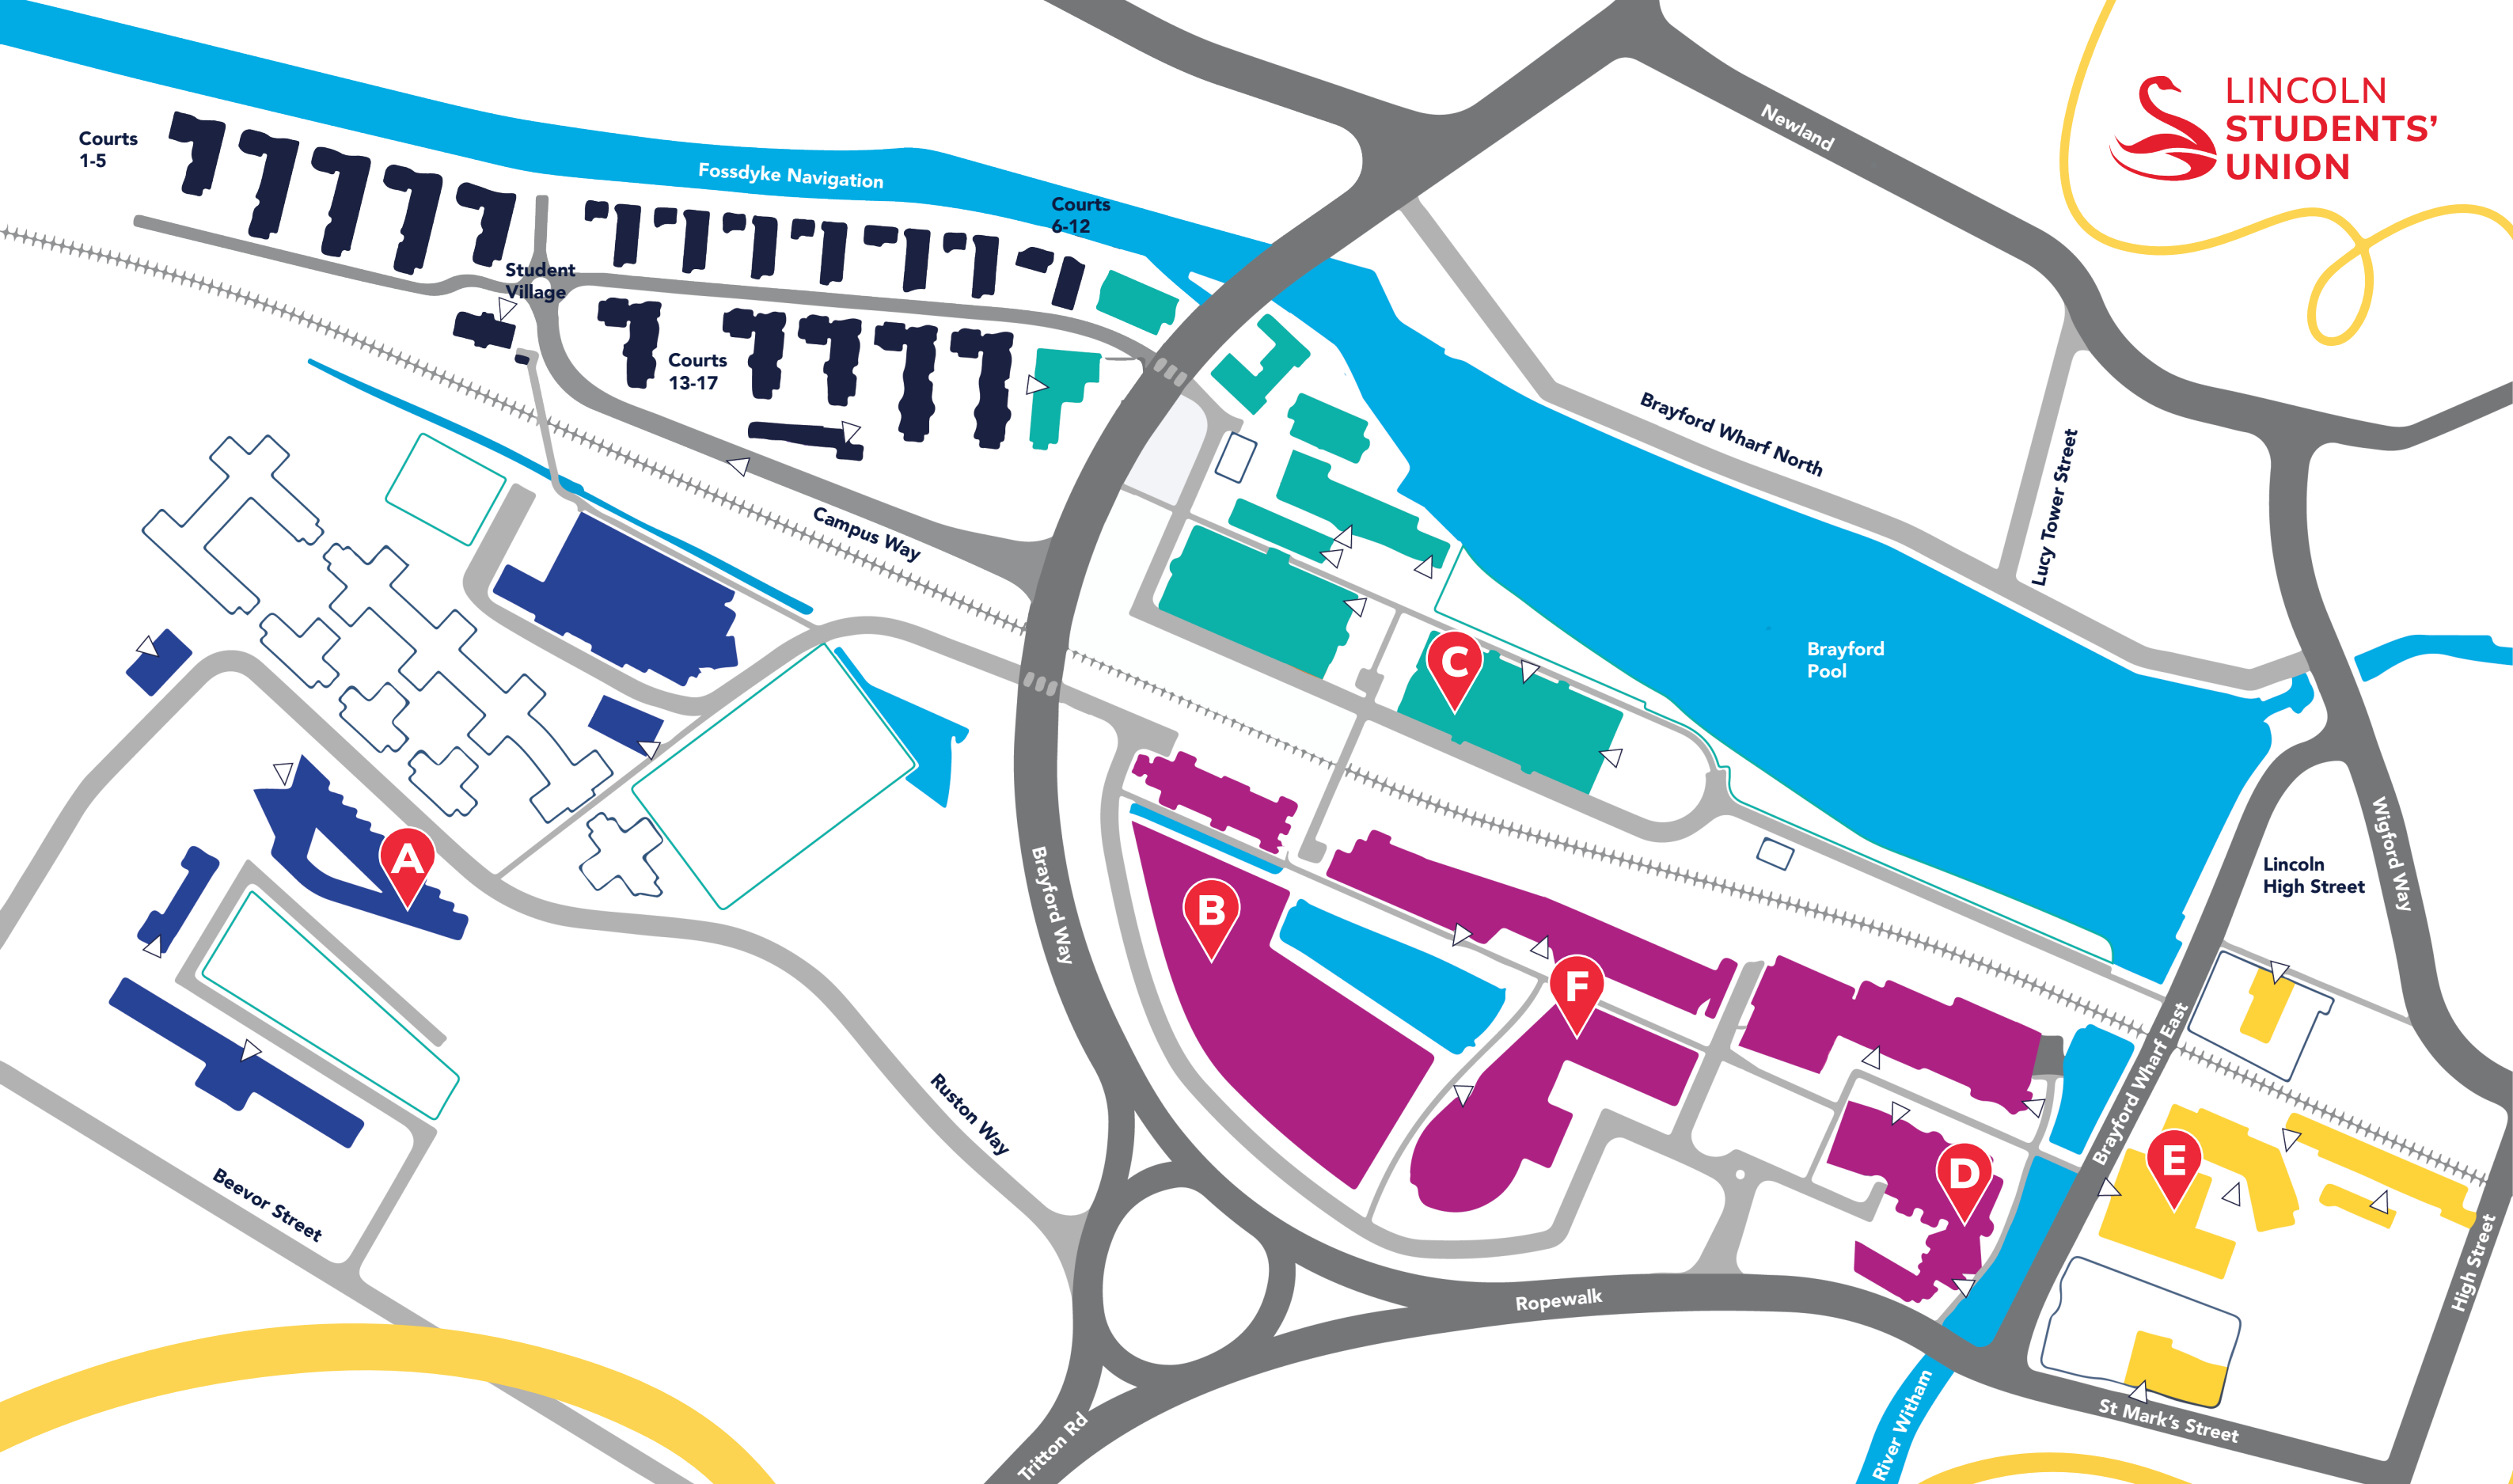 LINCOLN
STUDENTS'
UNION
Newland
Courts
1-5
Fossdyke Navigation
Courts
6-12
Student
Village
Courts
13-17
Brayford Wharf North
Lucy Tower Street
Campus Way
Brayford
Pool
C
Wigford Way
Lincoln
High Street
A
B
Brayford Way
F
Brayford Wharf East
Ruston Way
D
E
Beevor Street
High Street
Ropewalk
St Mark's Street
River Witham
Tritton Rd